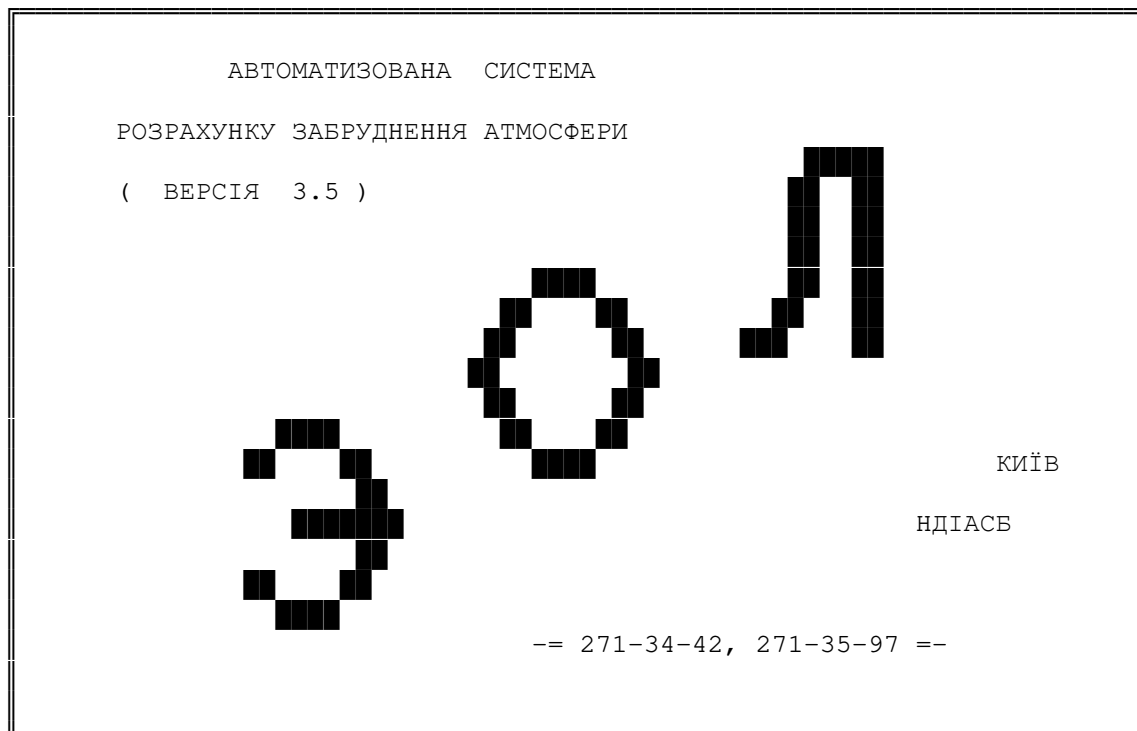 АВТОМАТИЗОВАНА СИСТЕМА
РОЗРАХУНКУ ЗАБРУДНЕННЯ АТМОСФЕРИ
( ВЕРСІЯ 3.5 )
ЭОЛ
КИЇВ
НДІАСБ
-= 271-34-42, 271-35-97 =-